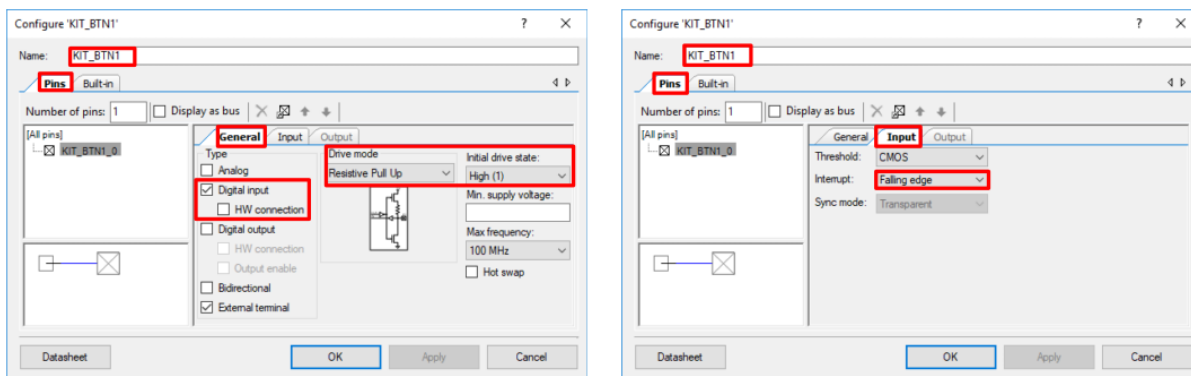 Configure 'KIT_BTN1'
? X
Name: KIT_BTN1
Pins Built-in
Number of pins: 1 Display as bus
[All pins]
KIT_BTN1_0
General Input Output
Type
Analog
Digital input
HW connection
Digital output
HW connection
Output enable
Bidirectional
External terminal
Drive mode
Resistive Pull Up
Initial drive state:
High (1)
Min. supply voltage:
Max frequency:
100 MHz
Hot swap
Datasheet OK Apply Cancel
Configure 'KIT_BTN1'
? X
Name: KIT_BTN1
Pins Built-in
Number of pins: 1 Display as bus
[All pins]
KIT_BTN1_0
General Input Output
Threshold: CMOS
Interrupt: Falling edge
Sync mode: Transparent
Datasheet OK Apply Cancel